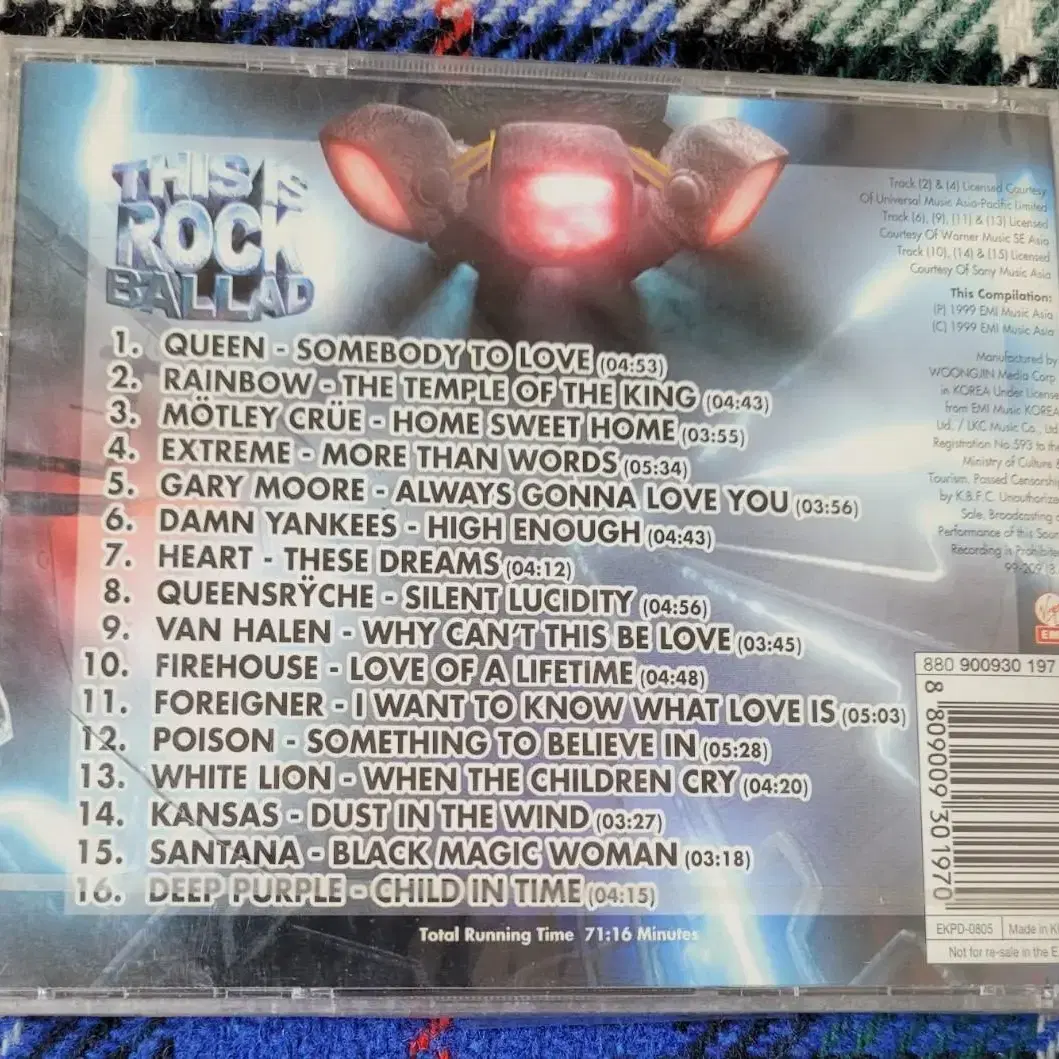 THIS IS
ROCK
BALLAD
Track (2) & (4) Licensed Courtesy
Of Universal Music Asia-Pacific Limited
Track (6), (9), (11) & (13) Licensed
Courtesy Of Warner Music SE Asia
Track (10), (14) & (15) Licensed
Courtesy Of Sony Music Asia
This Compilation:
(P) 1999 EMI Music Asia
(C) 1999 EMI Music Asia
Manufactured by
WOONGJIN Media Corp.
in KOREA Under License
from EMI Music KOREA
Ltd. / LKC Music Co., Ltd
Registration No.593 to the
Ministry of Culture &
Tourism. Passed Censorship
by K.B.F.C. Unauthorized
Sale, Broadcasting,
Performance of this Sound
Recording is Prohibited
1. QUEEN - SOMEBODY TO LOVE (04:53)
2. RAINBOW - THE TEMPLE OF THE KING (04:43)
3. MÖTLEY CRÜE - HOME SWEET HOME (03:55)
4. EXTREME - MORE THAN WORDS (05:34)
5. GARY MOORE - ALWAYS GONNA LOVE YOU (03:56)
6. DAMN YANKEES - HIGH ENOUGH (04:43)
7. HEART - THESE DREAMS (04:12)
8. QUEENSRŸCHE - SILENT LUCIDITY (04:56)
9. VAN HALEN - WHY CAN'T THIS BE LOVE (03:45)
10. FIREHOUSE - LOVE OF A LIFETIME (04:48)
11. FOREIGNER - I WANT TO KNOW WHAT LOVE IS (05:03)
12. POISON - SOMETHING TO BELIEVE IN (05:28)
13. WHITE LION - WHEN THE CHILDREN CRY (04:20)
14. KANSAS - DUST IN THE WIND (03:27)
15. SANTANA - BLACK MAGIC WOMAN (03:18)
16. DEEP PURPLE - CHILD IN TIME (04:15)
Total Running Time 71:16 Minutes
880 900930 197
8 809009 301970
EKPD-0805
Made in
Not for re-sale in the